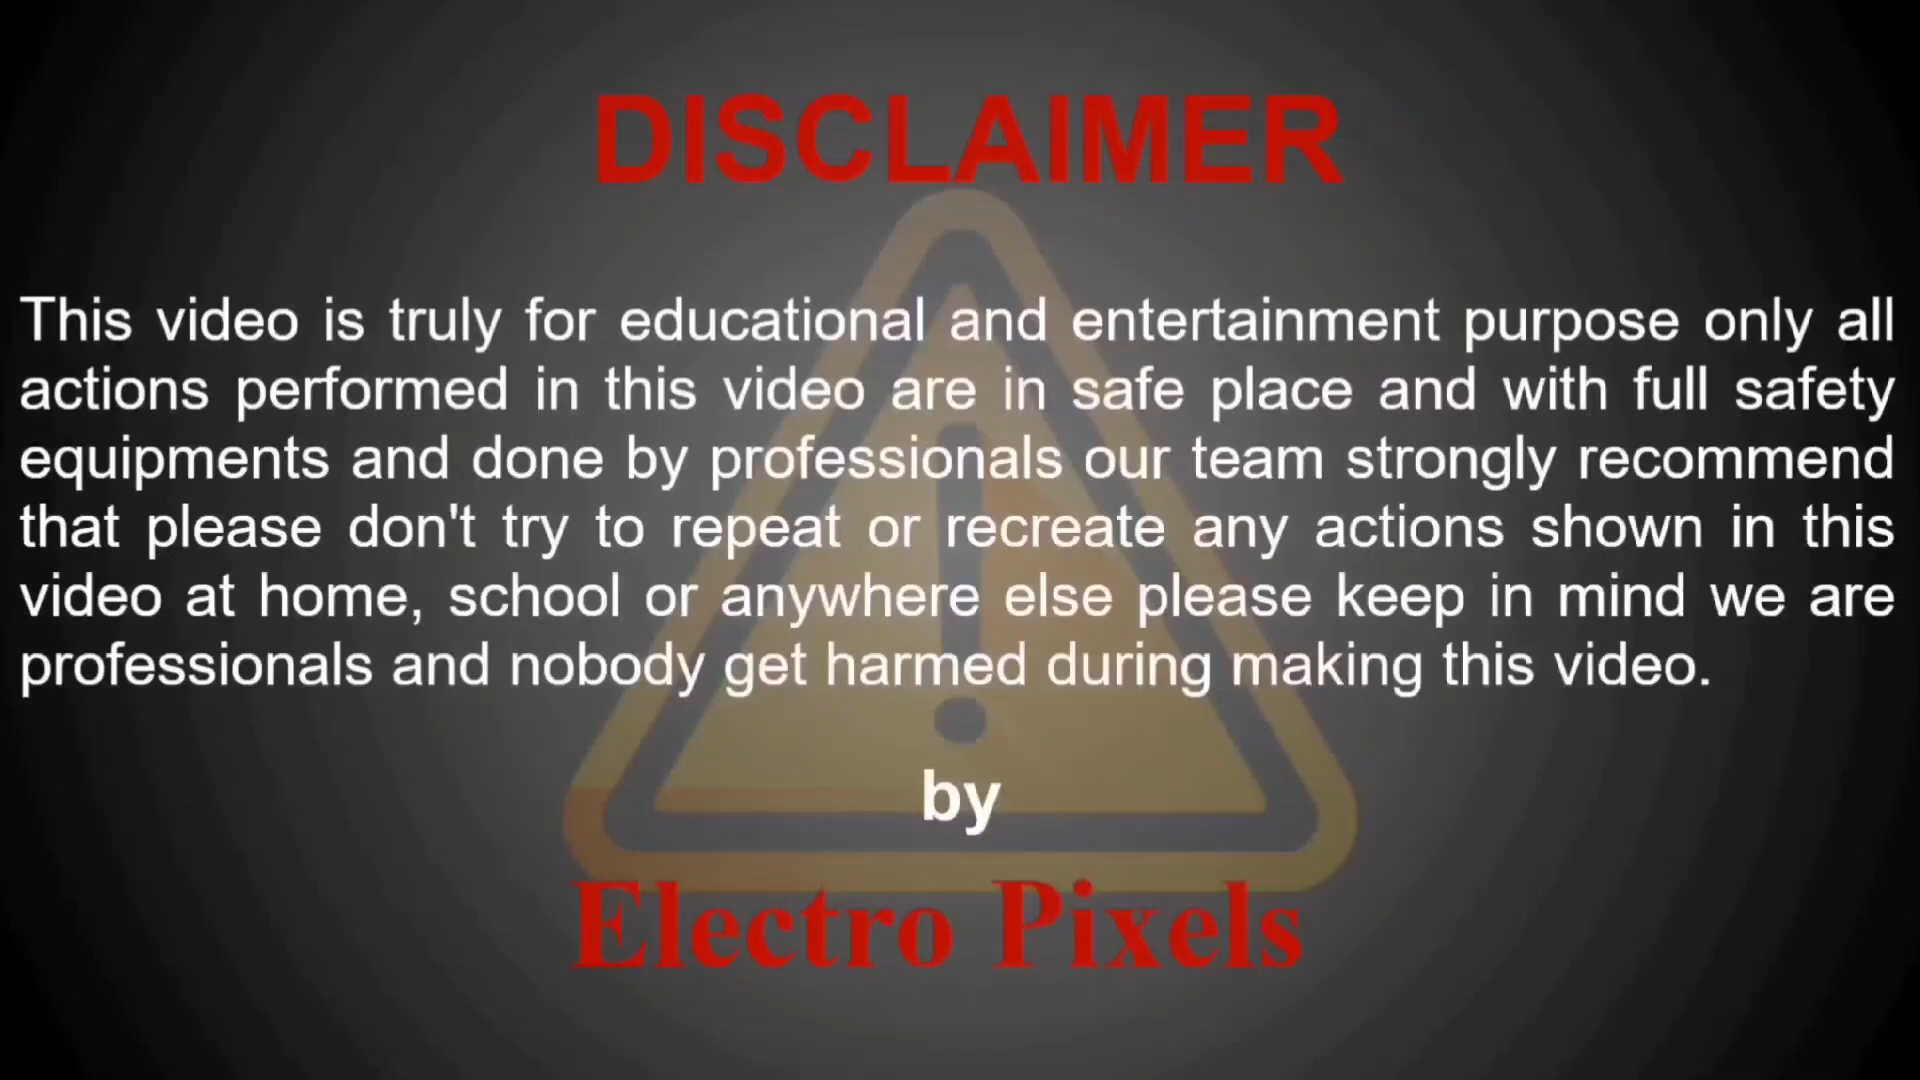 DISCLAIMER
This video is truly for educational and entertainment purpose only all
actions performed in this video are in safe place and with full safety
equipments and done by professionals our team strongly recommend
that please don't try to repeat or recreate any actions shown in this
video at home, school or anywhere else please keep in mind we are
professionals and nobody get harmed during making this video.
by
Electro Pixels